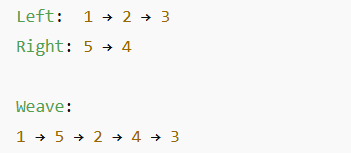 Left:  1 → 2 → 3
Right: 5 → 4
Weave:
1 → 5 → 2 → 4 → 3